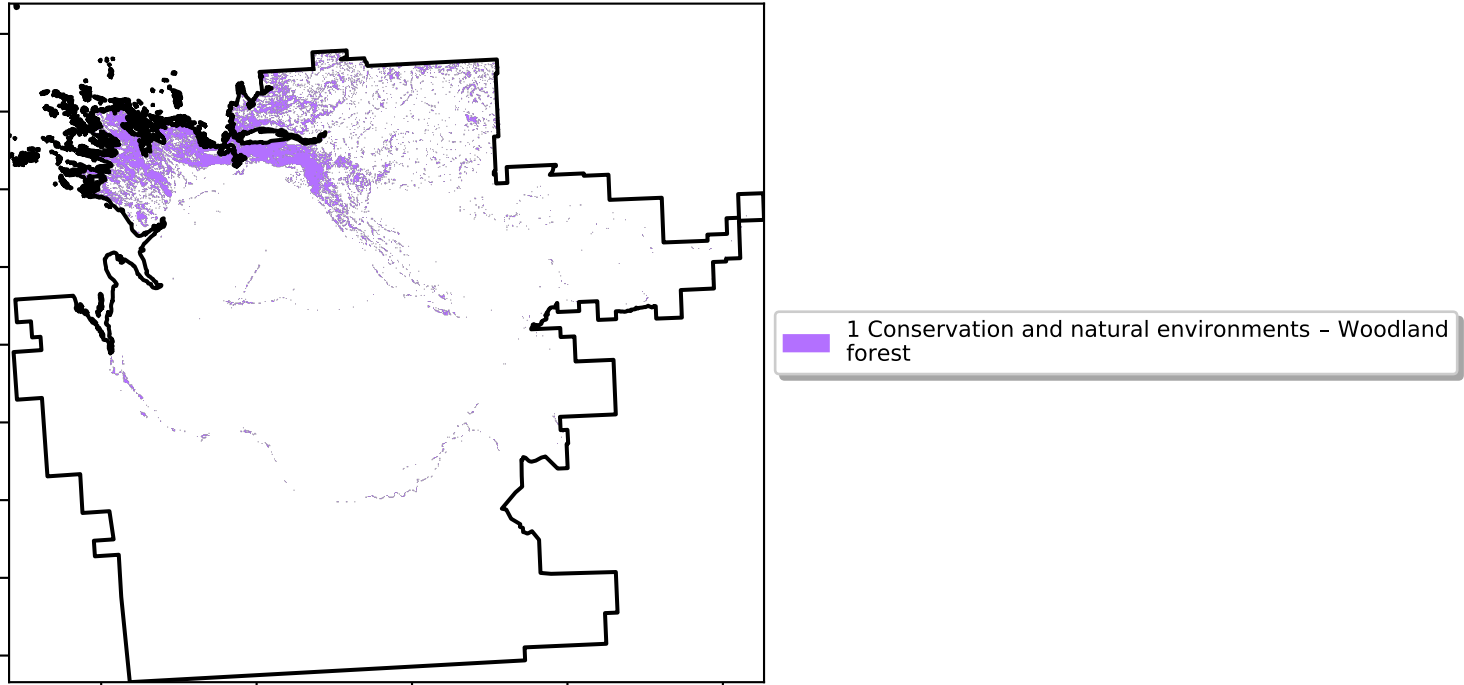 1 Conservation and natural environments – Woodland
forest